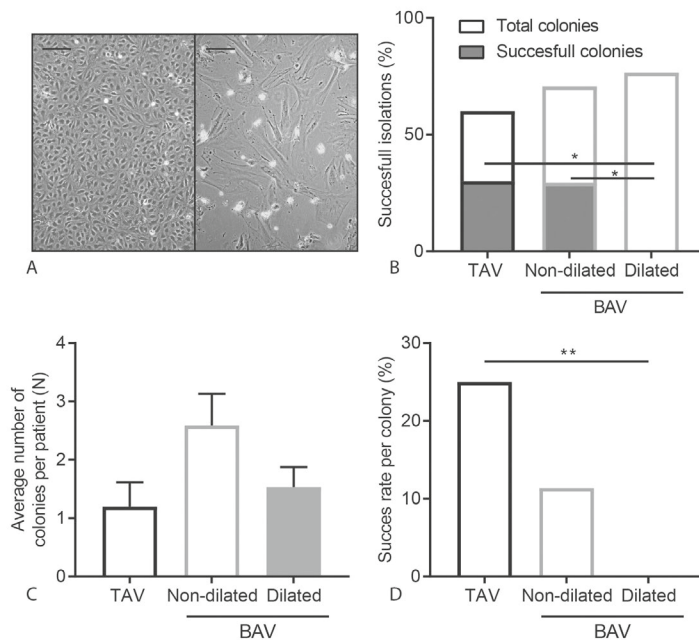 A
100
50
0
Succesfull isolations (%)
Total colonies
Succesfull colonies
*
*
TAV
Non-dilated
Dilated
BAV
B
4
3
2
1
0
Average number of
colonies per patient (N)
TAV
Non-dilated
Dilated
BAV
C
30
20
10
0
Succes rate per colony (%)
**
TAV
Non-dilated
Dilated
BAV
D